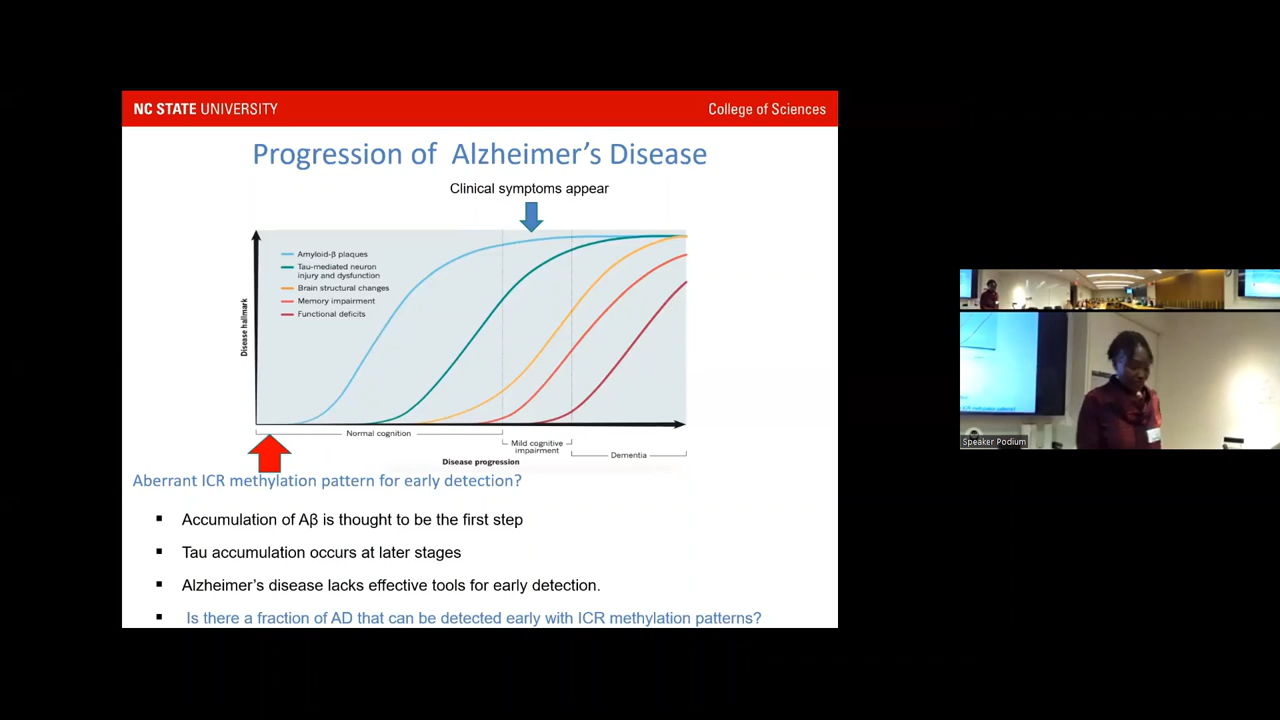 NC STATE UNIVERSITY
College of Sciences
Progression of Alzheimer's Disease
Clinical symptoms appear
Amyloid-β plaques
Tau-mediated neuron
injury and dysfunction
Brain structural changes
Memory impairment
Functional deficits
Disease hallmark
Normal cognition
Mild cognitive
impairment
Dementia
Disease progression
Aberrant ICR methylation pattern for early detection?
Accumulation of Aβ is thought to be the first step
Tau accumulation occurs at later stages
Alzheimer's disease lacks effective tools for early detection.
Is there a fraction of AD that can be detected early with ICR methylation patterns?
Speaker Podium